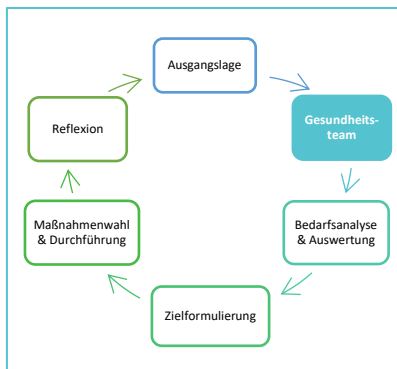 Ausgangslage
Gesundheits-
team
Bedarfsanalyse
& Auswertung
Zielformulierung
Maßnahmenwahl
& Durchführung
Reflexion